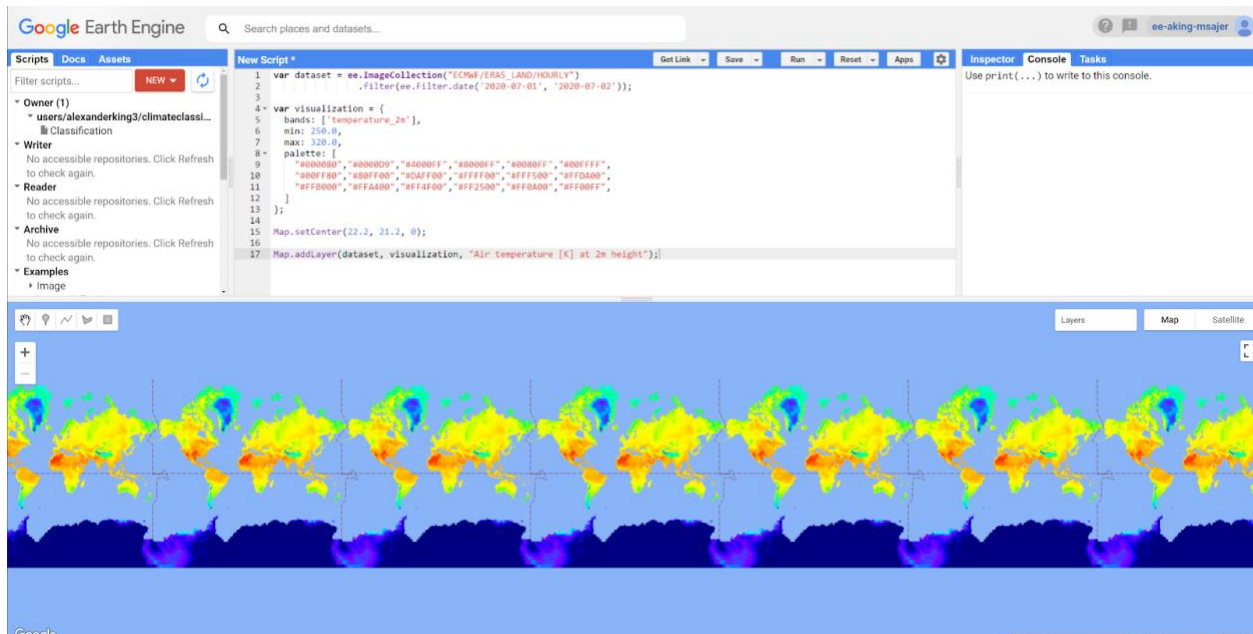 Google Earth Engine
Search places and datasets...
ee-aking-msajer
Scripts Docs Assets
Filter scripts...
NEW
Owner (1)
users/alexanderking3/climateclassi...
Classification
Writer
No accessible repositories. Click Refresh
to check again.
Reader
No accessible repositories. Click Refresh
to check again.
Archive
No accessible repositories. Click Refresh
to check again.
Examples
Image
New Script *
Get Link Save Run Reset Apps
1 var dataset = ee.ImageCollection("ECMWF/ERA5_LAND/HOURLY")
2 .filter(ee.Filter.date('2020-07-01', '2020-07-02'));
3
4 var visualization = {
5 bands: ['temperature_2m'],
6 min: 250.0,
7 max: 320.0,
8 palette: [
9 "#000080","#0000D9","#4000FF","#8000FF","#0080FF","#00FFFF",
10 "#00FF80","#80FF00","#DAFF00","#FFFF00","#FFF500","#FFDA00",
11 "#FFB000","#FFA400","#FF4F00","#FF2500","#FF0A00","#FF00FF",
12 ]
13 };
14
15 Map.setCenter(22.2, 21.2, 0);
16
17 Map.addLayer(dataset, visualization, "Air temperature [K] at 2m height");
Inspector Console Tasks
Use print(...) to write to this console.
Layers
Map Satellite
Google